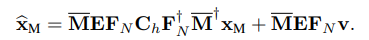 x̂_M = M̅EF_N C_h F_N^† M̅^† x_M + M̅EF_N v.